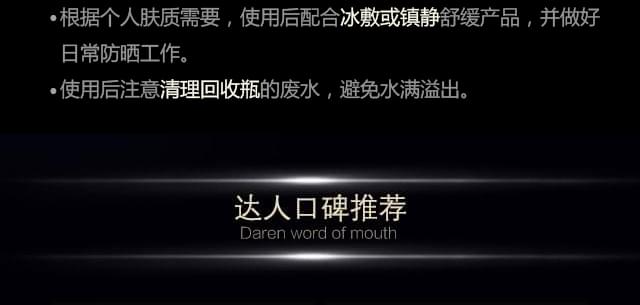 •根据个人肤质需要，使用后配合冰敷或镇静舒缓产品，并做好
日常防晒工作。
•使用后注意清理回收瓶的废水，避免水满溢出。
达人口碑推荐
Daren word of mouth